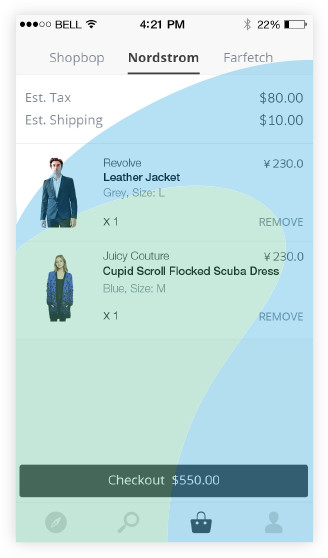 BELL 4:21 PM 22%
Shopbop Nordstrom Farfetch
Est. Tax $80.00
Est. Shipping $10.00
Revolve ¥230.0
Leather Jacket
Grey, Size: L
X 1 REMOVE
Juicy Couture ¥230.0
Cupid Scroll Flocked Scuba Dress
Blue, Size: M
X 1 REMOVE
Checkout $550.00